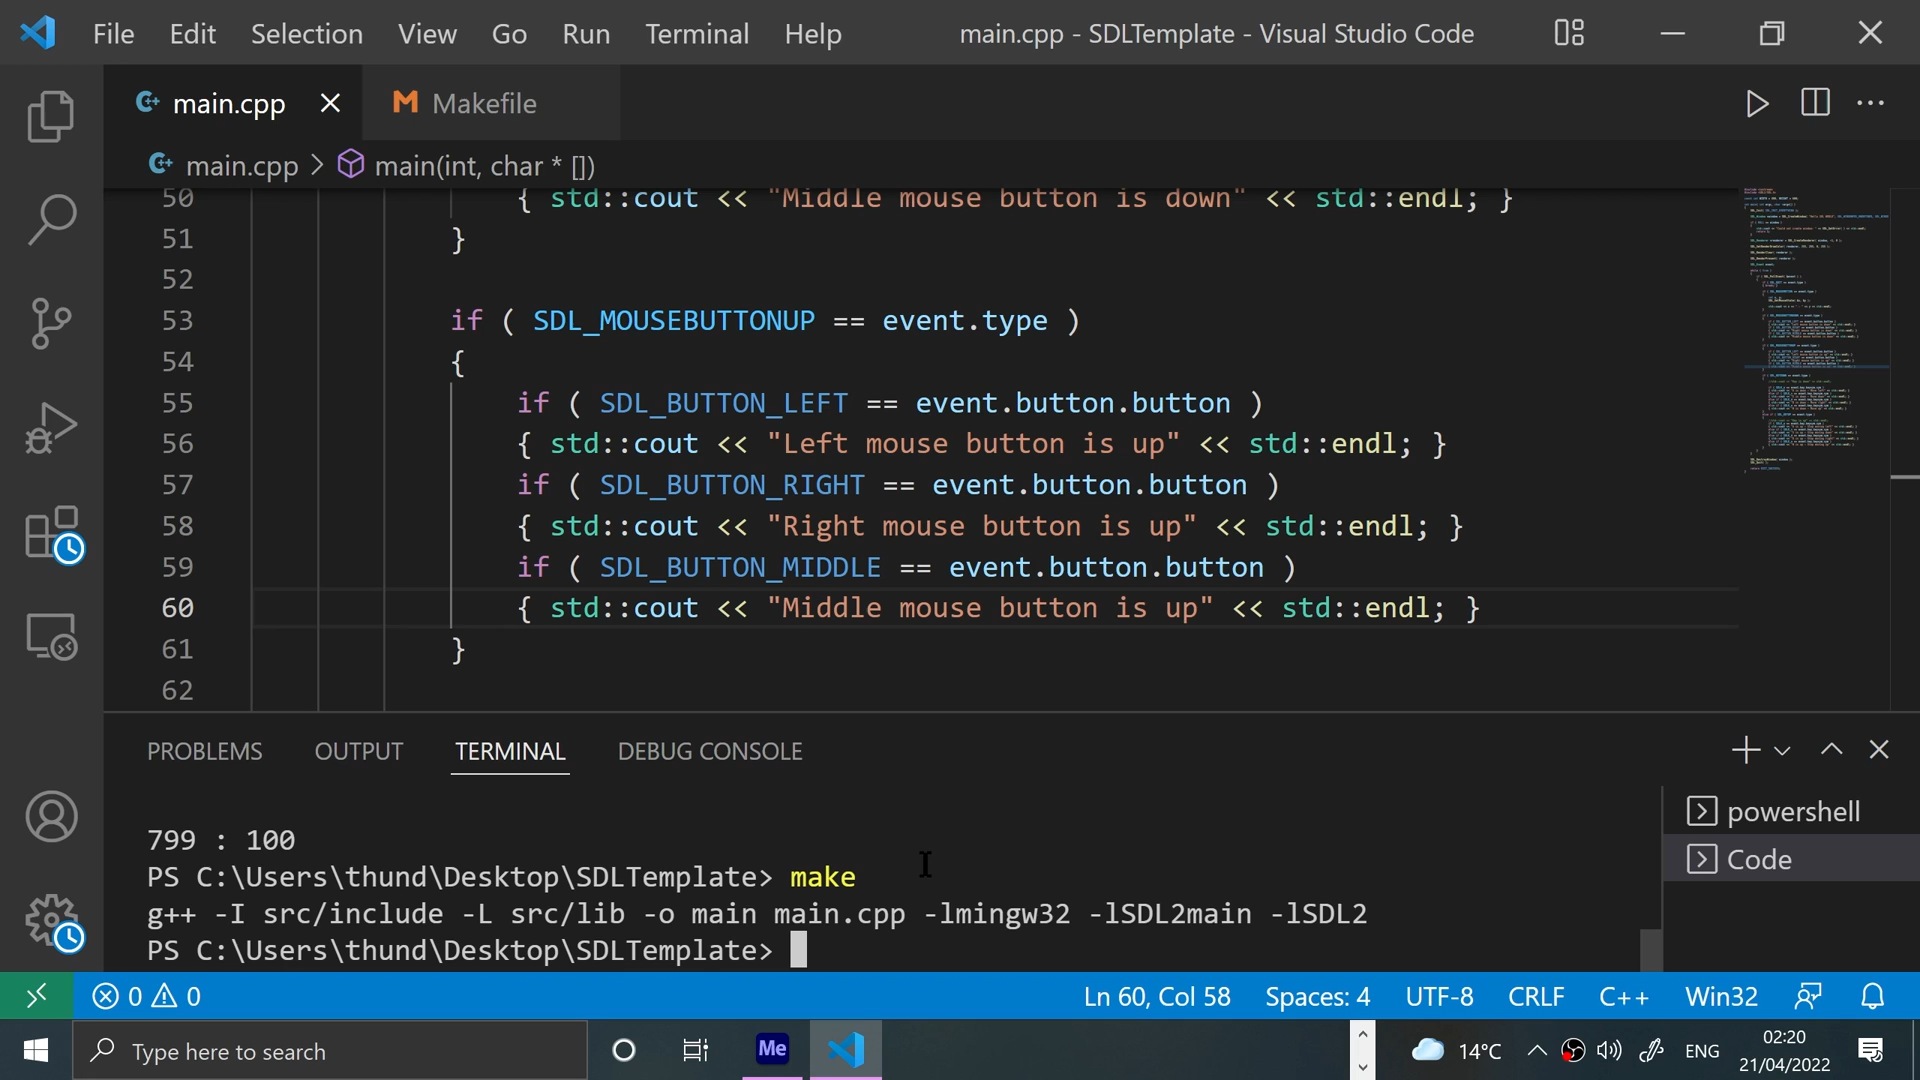 File Edit Selection View Go Run Terminal Help main.cpp - SDLTemplate - Visual Studio Code
main.cpp Makefile
main.cpp > main(int, char * [])
50 { std::cout << "Middle mouse button is down" << std::endl; }
51 }
52
53 if ( SDL_MOUSEBUTTONUP == event.type )
54 {
55 if ( SDL_BUTTON_LEFT == event.button.button )
56 { std::cout << "Left mouse button is up" << std::endl; }
57 if ( SDL_BUTTON_RIGHT == event.button.button )
58 { std::cout << "Right mouse button is up" << std::endl; }
59 if ( SDL_BUTTON_MIDDLE == event.button.button )
60 { std::cout << "Middle mouse button is up" << std::endl; }
61 }
62
PROBLEMS OUTPUT TERMINAL DEBUG CONSOLE
799 : 100
PS C:\Users\thund\Desktop\SDLTemplate> make
g++ -I src/include -L src/lib -o main main.cpp -lmingw32 -lSDL2main -lSDL2
PS C:\Users\thund\Desktop\SDLTemplate>
powershell
Code
0 0 Ln 60, Col 58 Spaces: 4 UTF-8 CRLF C++ Win32
Type here to search Me 14°C ENG 02:20
21/04/2022